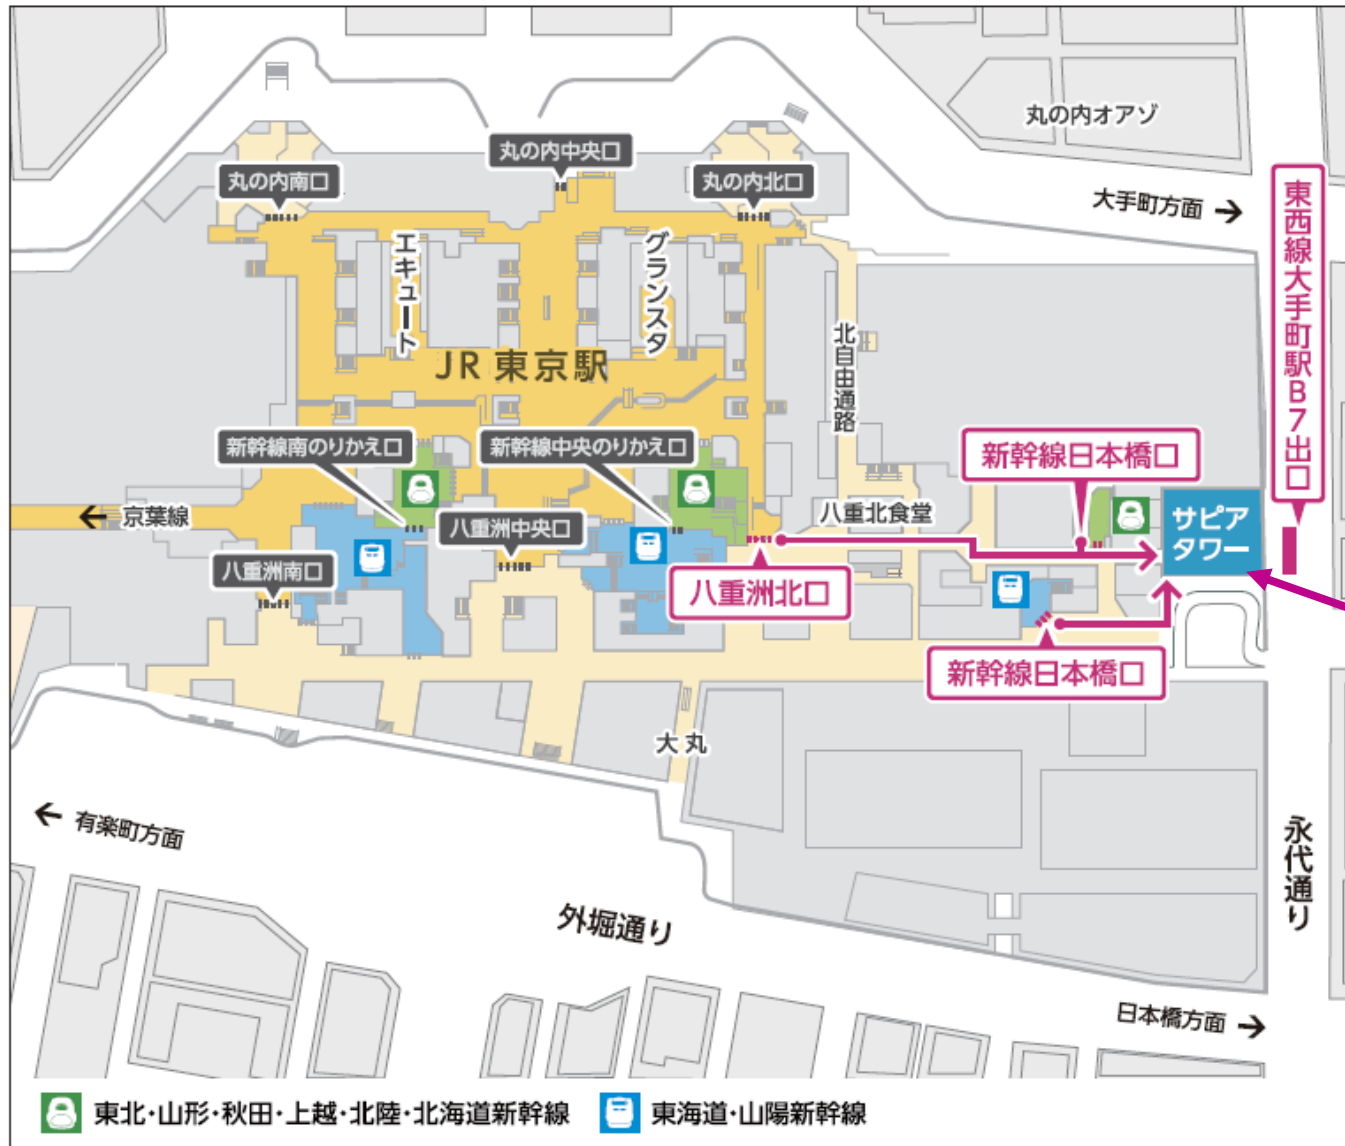 丸の内オアゾ
丸の内中央口
丸の内南口
丸の内北口
大手町方面 →
東西線大手町駅B7出口
エキュート
グランスタ
JR 東京駅
北自由通路
新幹線南のりかえ口
新幹線中央のりかえ口
新幹線日本橋口
← 京葉線
八重洲中央口
八重北食堂
サピア
タワー
八重洲南口
八重洲北口
新幹線日本橋口
大丸
← 有楽町方面
永代通り
外堀通り
日本橋方面 →
東北・山形・秋田・上越・北陸・北海道新幹線
東海道・山陽新幹線